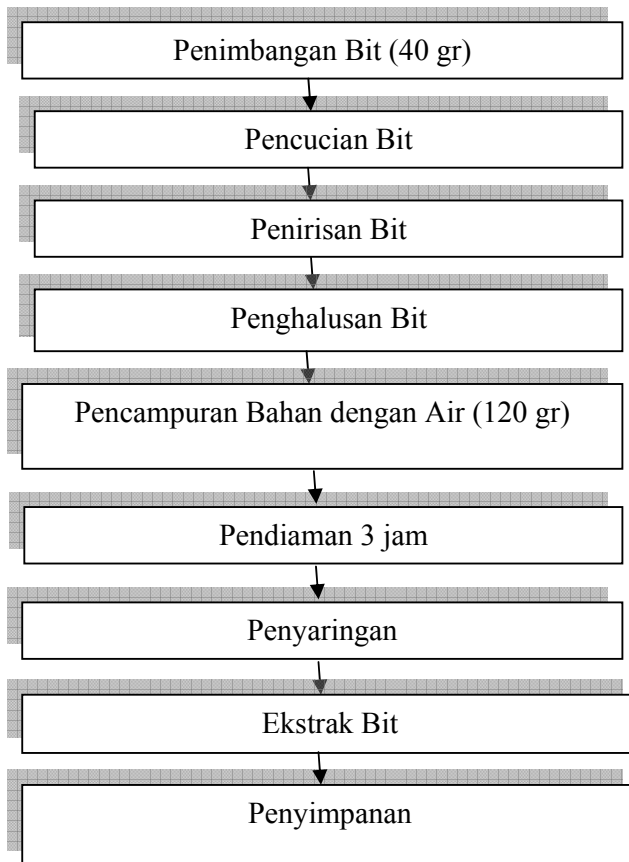 Penimbangan Bit (40 gr)
Pencucian Bit
Penirisan Bit
Penghalusan Bit
Pencampuran Bahan dengan Air (120 gr)
Pendiaman 3 jam
Penyaringan
Ekstrak Bit
Penyimpanan